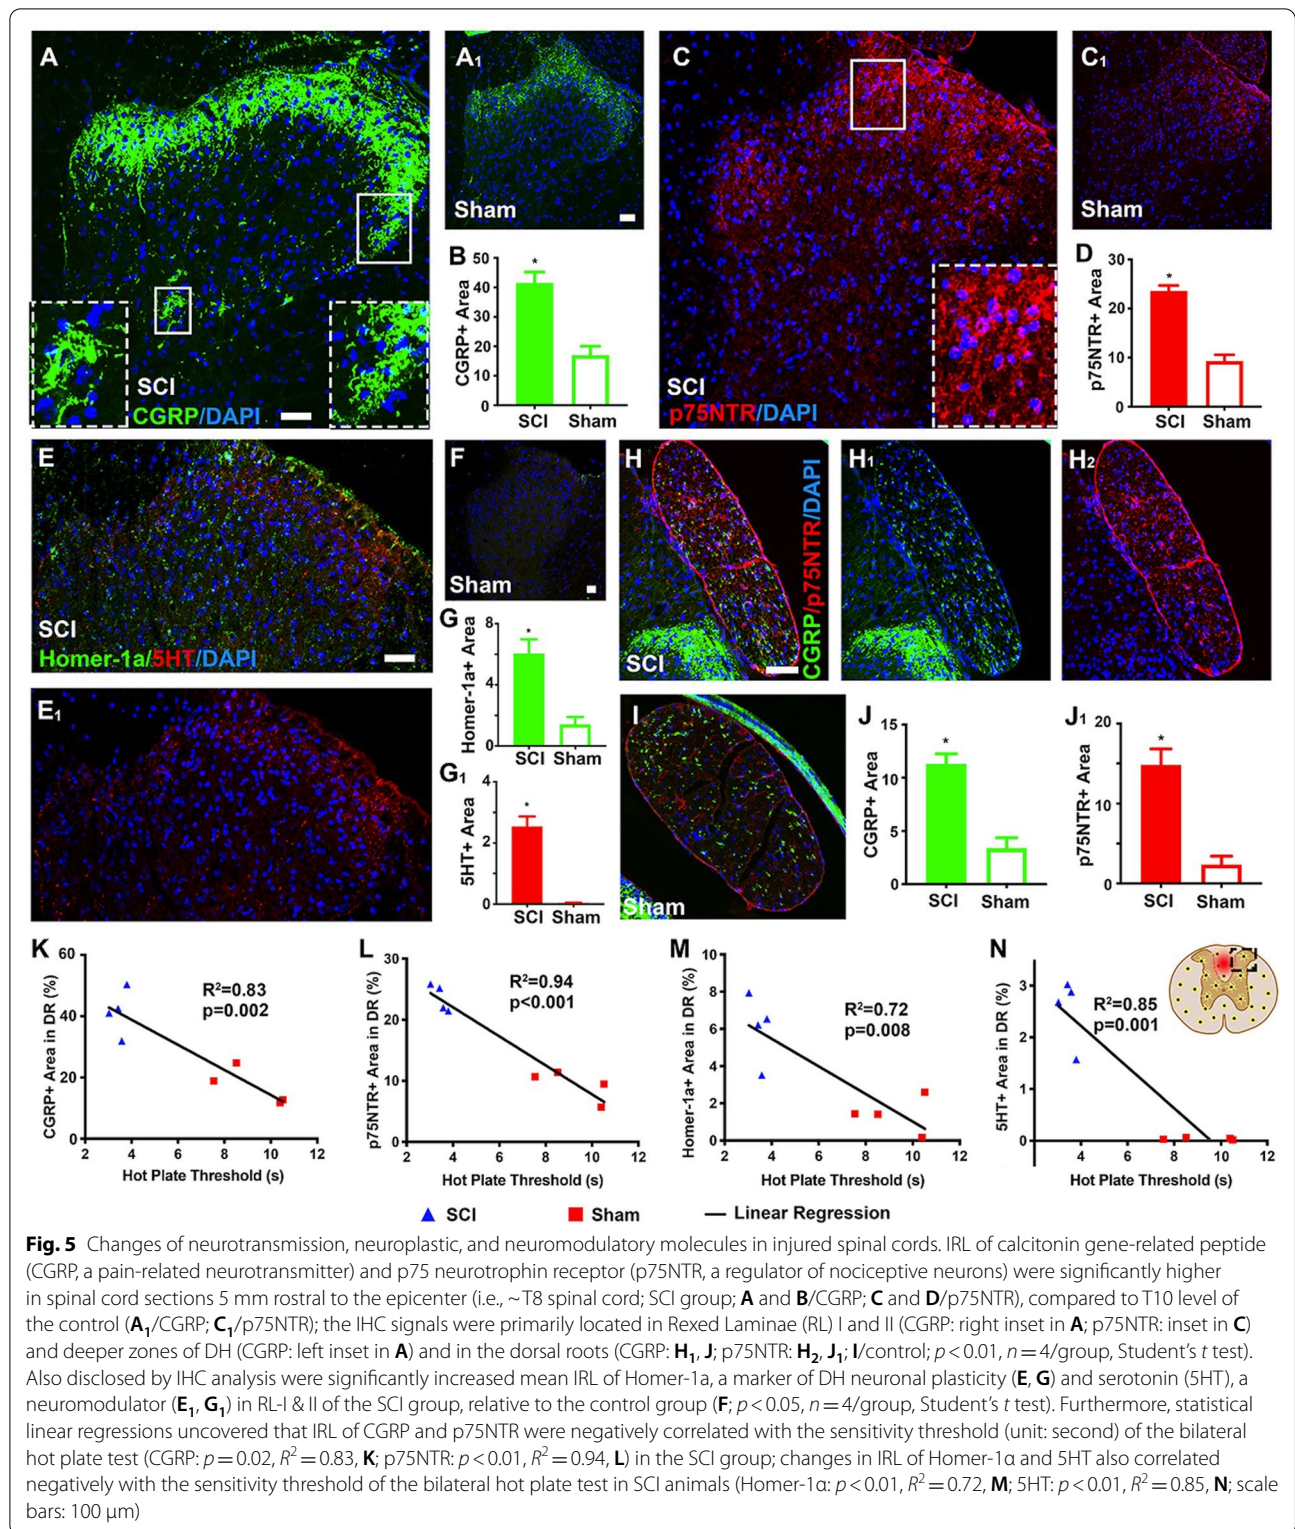 A
SCI
CGRP/DAPI
A1
Sham
B
CGRP+ Area
50
40
30
20
10
0
*
SCI Sham
C
SCI
p75NTR/DAPI
C1
Sham
D
p75NTR+ Area
30
20
10
0
*
SCI Sham
E
SCI
Homer-1a/5HT/DAPI
E1
F
Sham
G
Homer-1a+ Area
8
6
4
2
0
*
SCI Sham
G1
5HT+ Area
4
3
2
1
0
*
SCI Sham
H
SCI
CGRP/p75NTR/DAPI
H1
H2
I
Sham
J
CGRP+ Area
15
10
5
0
*
SCI Sham
J1
p75NTR+ Area
20
15
10
5
0
*
SCI Sham
K
CGRP+ Area in DR (%)
60
40
20
0
R²=0.83
p=0.002
2 4 6 8 10 12
Hot Plate Threshold (s)
L
p75NTR+ Area in DR (%)
30
20
10
0
R²=0.94
p<0.001
2 4 6 8 10 12
Hot Plate Threshold (s)
M
Homer-1a+ Area in DR (%)
10
8
6
4
2
0
R²=0.72
p=0.008
2 4 6 8 10 12
Hot Plate Threshold (s)
N
5HT+ Area in DR (%)
3
2
1
0
R²=0.85
p=0.001
2 4 6 8 10 12
Hot Plate Threshold (s)
SCI Sham Linear Regression
Fig. 5 Changes of neurotransmission, neuroplastic, and neuromodulatory molecules in injured spinal cords. IRL of calcitonin gene-related peptide
(CGRP, a pain-related neurotransmitter) and p75 neurotrophin receptor (p75NTR, a regulator of nociceptive neurons) were significantly higher
in spinal cord sections 5 mm rostral to the epicenter (i.e., ~T8 spinal cord; SCI group; A and B/CGRP; C and D/p75NTR), compared to T10 level of
the control (A1/CGRP; C1/p75NTR); the IHC signals were primarily located in Rexed Laminae (RL) I and II (CGRP: right inset in A; p75NTR: inset in C)
and deeper zones of DH (CGRP: left inset in A) and in the dorsal roots (CGRP: H1, J; p75NTR: H2, J1; I/control; p < 0.01, n = 4/group, Student's t test).
Also disclosed by IHC analysis were significantly increased mean IRL of Homer-1a, a marker of DH neuronal plasticity (E, G) and serotonin (5HT), a
neuromodulator (E1, G1) in RL-I & II of the SCI group, relative to the control group (F; p < 0.05, n = 4/group, Student's t test). Furthermore, statistical
linear regressions uncovered that IRL of CGRP and p75NTR were negatively correlated with the sensitivity threshold (unit: second) of the bilateral
hot plate test (CGRP: p = 0.02, R² = 0.83, K; p75NTR: p < 0.01, R² = 0.94, L) in the SCI group; changes in IRL of Homer-1α and 5HT also correlated
negatively with the sensitivity threshold of the bilateral hot plate test in SCI animals (Homer-1α: p < 0.01, R² = 0.72, M; 5HT: p < 0.01, R² = 0.85, N; scale
bars: 100 μm)